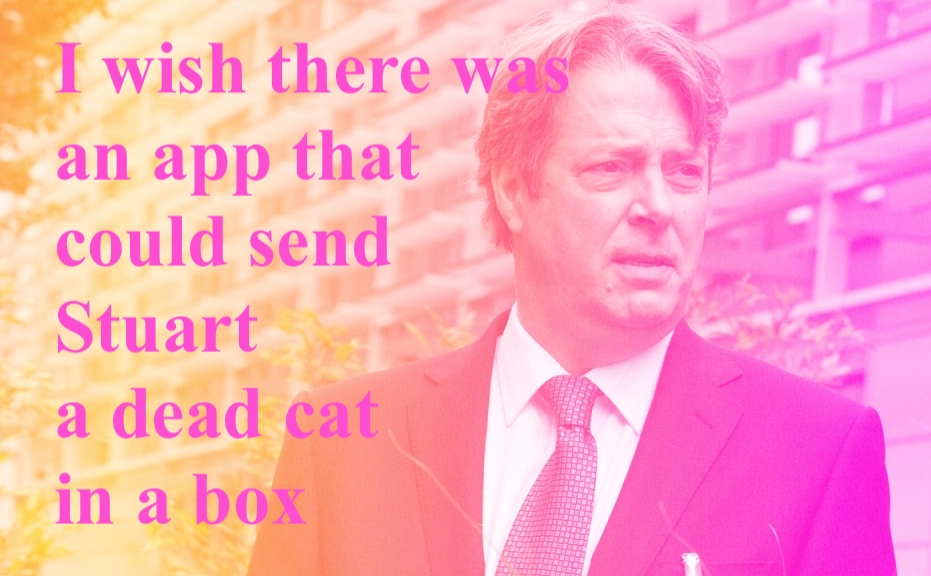 I wish there was
an app that
could send
Stuart
a dead cat
in a box